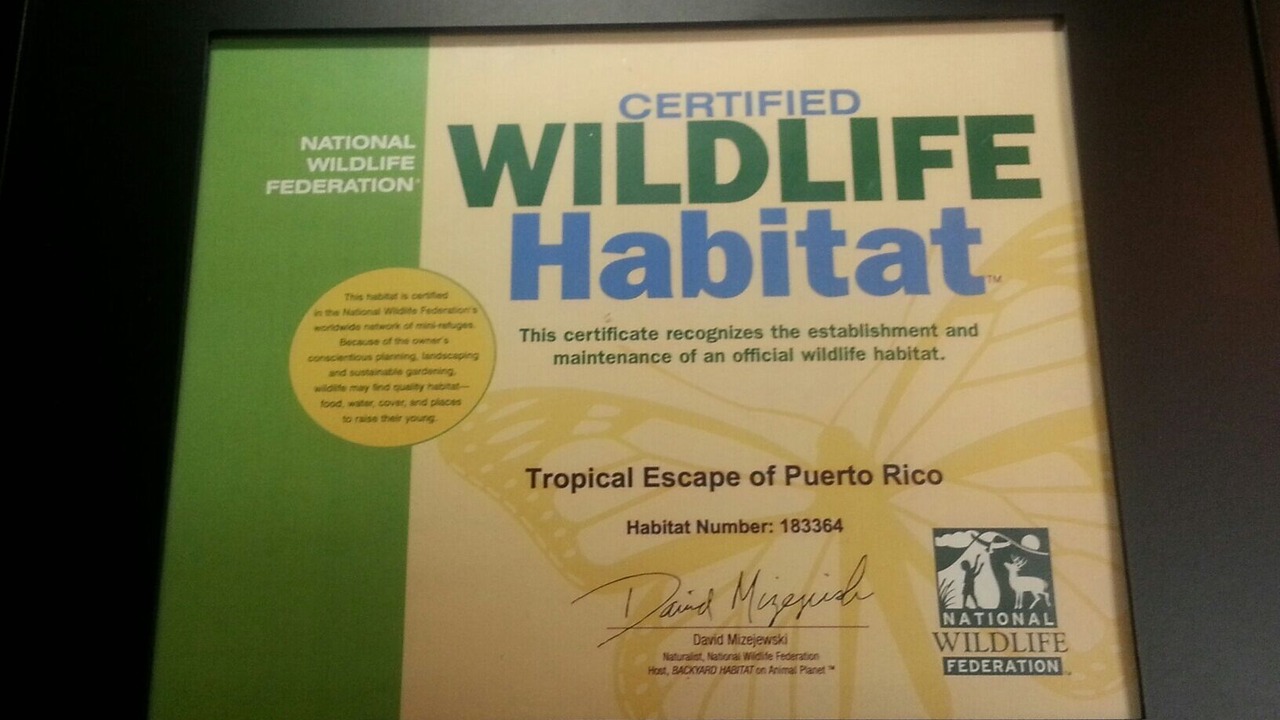 NATIONAL
WILDLIFE
FEDERATION®
CERTIFIED
WILDLIFE
Habitat™
This certificate recognizes the establishment and
maintenance of an official wildlife habitat.
This habitat is certified
in the National Wildlife Federation's
worldwide network of mini-refuges.
Because of the owner's
conscientious planning, landscaping
and sustainable gardening,
wildlife may find quality habitat—
food, water, cover, and places
to raise their young.
Tropical Escape of Puerto Rico
Habitat Number: 183364
David Mizejewski
David Mizejewski
Naturalist, National Wildlife Federation
Host, BACKYARD HABITAT on Animal Planet™
NATIONAL
WILDLIFE
FEDERATION